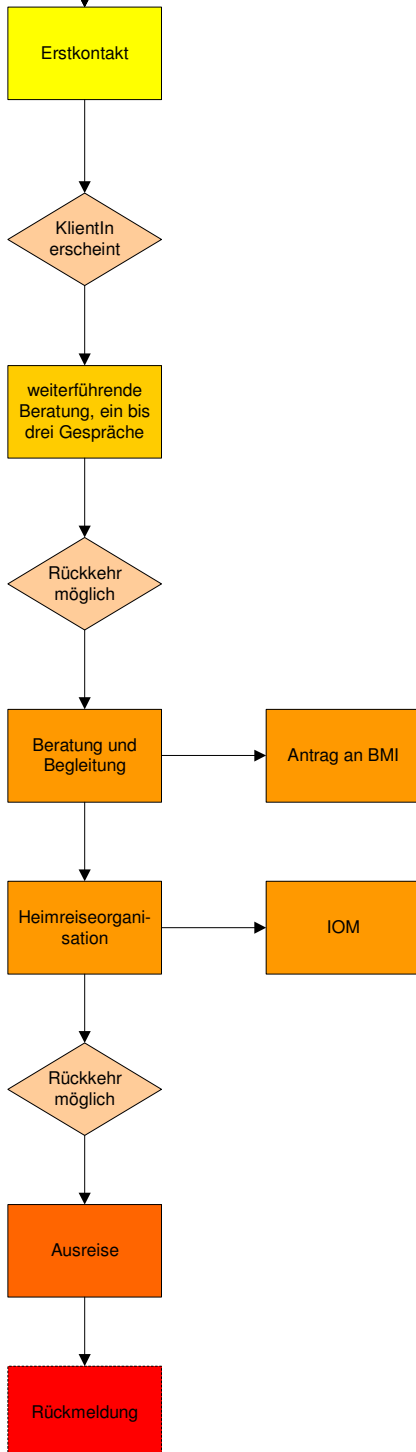 Erstkontakt
KlientIn
erscheint
weiterführende
Beratung, ein bis
drei Gespräche
Rückkehr
möglich
Beratung und
Begleitung
Antrag an BMI
Heimreiseorgani-
sation
IOM
Rückkehr
möglich
Ausreise
Rückmeldung